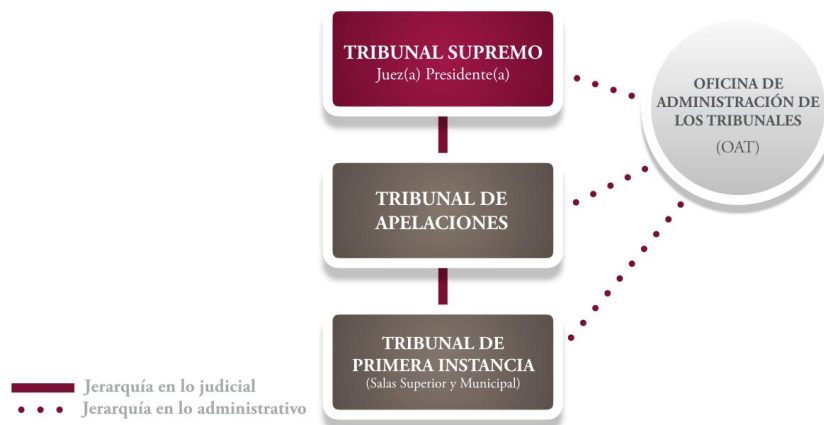 TRIBUNAL SUPREMO
Juez(a) Presidente(a)
OFICINA DE
ADMINISTRACIÓN DE
LOS TRIBUNALES
(OAT)
TRIBUNAL DE
APELACIONES
TRIBUNAL DE
PRIMERA INSTANCIA
(Salas Superior y Municipal)
Jerarquía en lo judicial
Jerarquía en lo administrativo